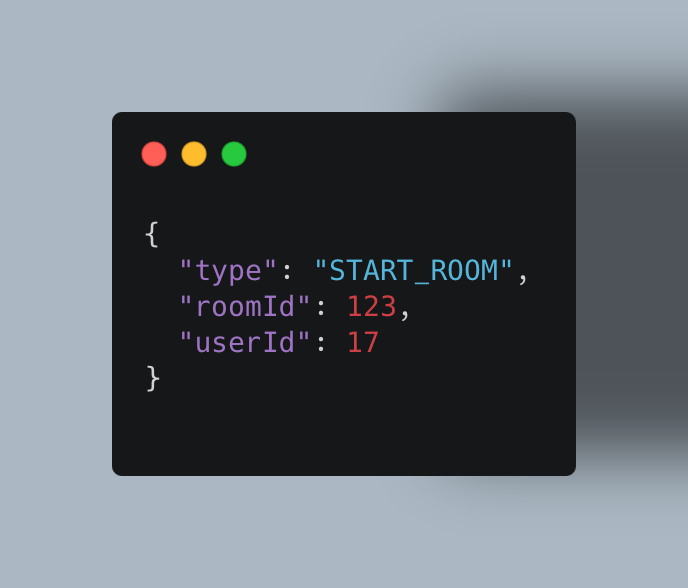 {
  "type": "START_ROOM",
  "roomId": 123,
  "userId": 17
}